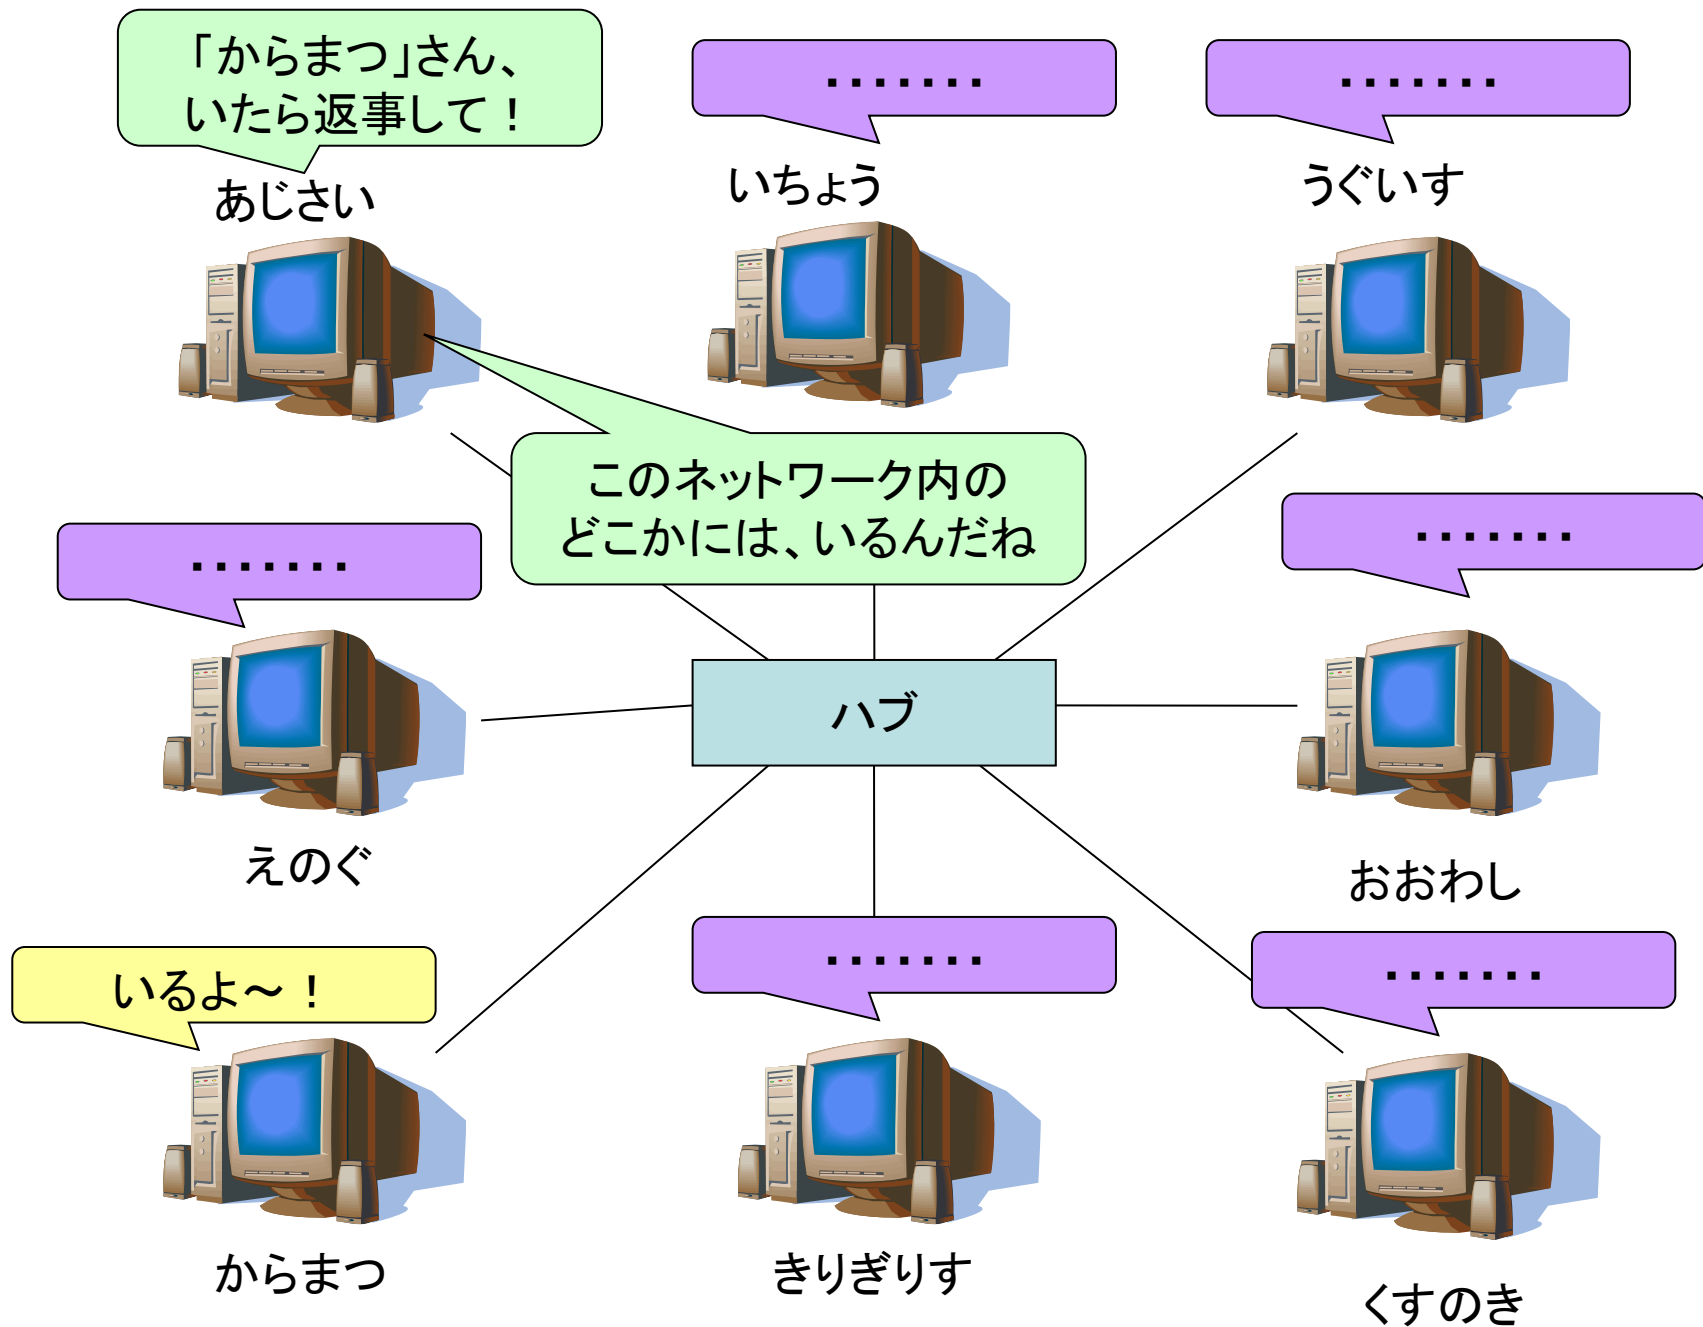 「からまつ」さん、
いたら返事して！
・・・・・・・
・・・・・・・
あじさい
いちょう
うぐいす
このネットワーク内の
どこかには、いるんだね
・・・・・・・
・・・・・・・
ハブ
えのぐ
おおわし
いるよ～！
・・・・・・・
・・・・・・・
からまつ
きりぎりす
くすのき